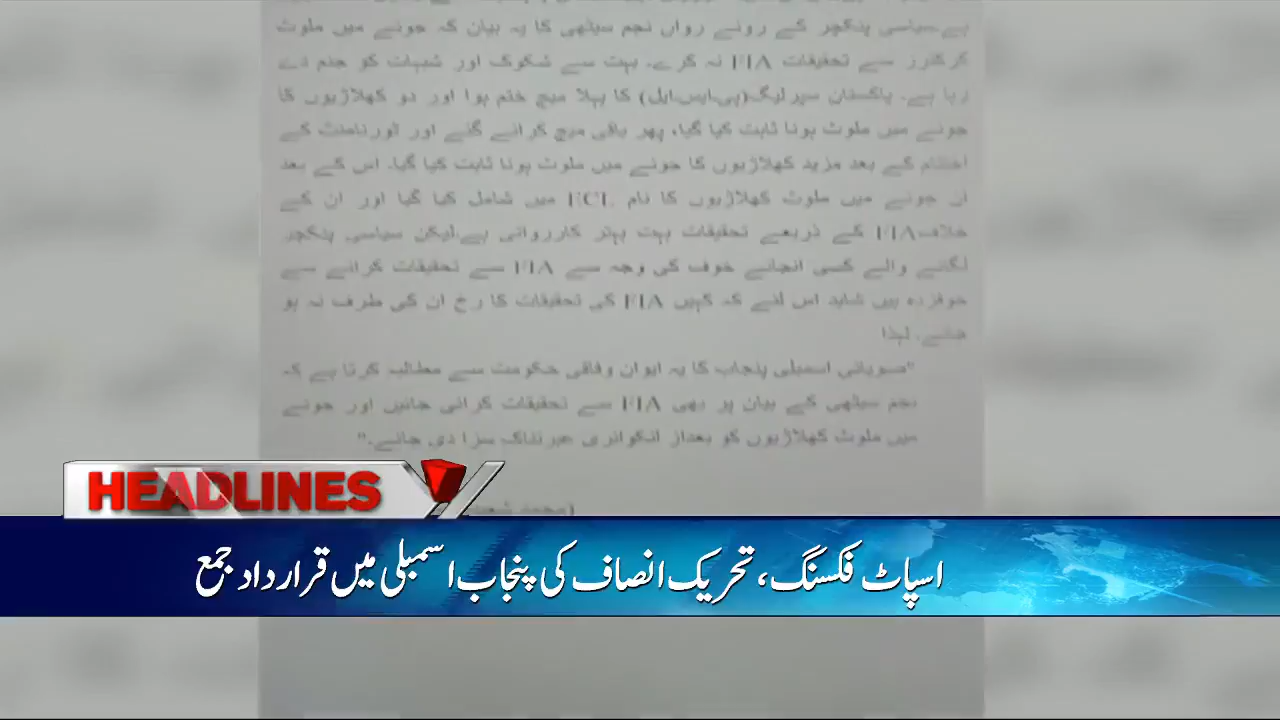 ہے۔سیاسی پنکچر کے روئے رواں نجم سیٹھی کا یہ بیان کہ جوئے میں ملوث
کرکٹرز سے تحقیقات FIA نہ کرے۔ بہت سے شکوک اور شبہات کو جنم دے
رہا ہے۔ پاکستان سپر لیگ(پی۔ایس۔ایل) کا پہلا میچ ختم ہوا اور دو کھلاڑیوں کا
جوئے میں ملوث ہونا ثابت کیا گیا، پھر باقی میچ کرائے گئے اور ٹورنامنٹ کے
اختتام کے بعد مزید کھلاڑیوں کا جوئے میں ملوث ہونا ثابت کیا گیا۔ اس کے بعد
ان جوئے میں ملوث کھلاڑیوں کا نام ECL میں شامل کیا گیا اور ان کے
خلاف FIA کے ذریعے تحقیقات بہت بہتر کارروائی ہے۔لیکن سیاسی پنکچر
لگانے والے کسی انجانے خوف کی وجہ سے FIA سے تحقیقات کرانے سے
خوفزدہ ہیں شاید اس لئے کہ کہیں FIA کی تحقیقات کا رخ ان کی طرف نہ ہو
جائے۔ لہذا
"صوبائی اسمبلی پنجاب کا یہ ایوان وفاقی حکومت سے مطالبہ کرتا ہے کہ
نجم سیٹھی کے بیان پر بھی FIA سے تحقیقات کرائی جائیں اور جوئے
میں ملوث کھلاڑیوں کو بعداز انکوائری عبرتناک سزا دی جائے۔"
(محمد
HEADLINES
اسپاٹ فکسنگ، تحریک انصاف کی پنجاب اسمبلی میں قرارداد جمع